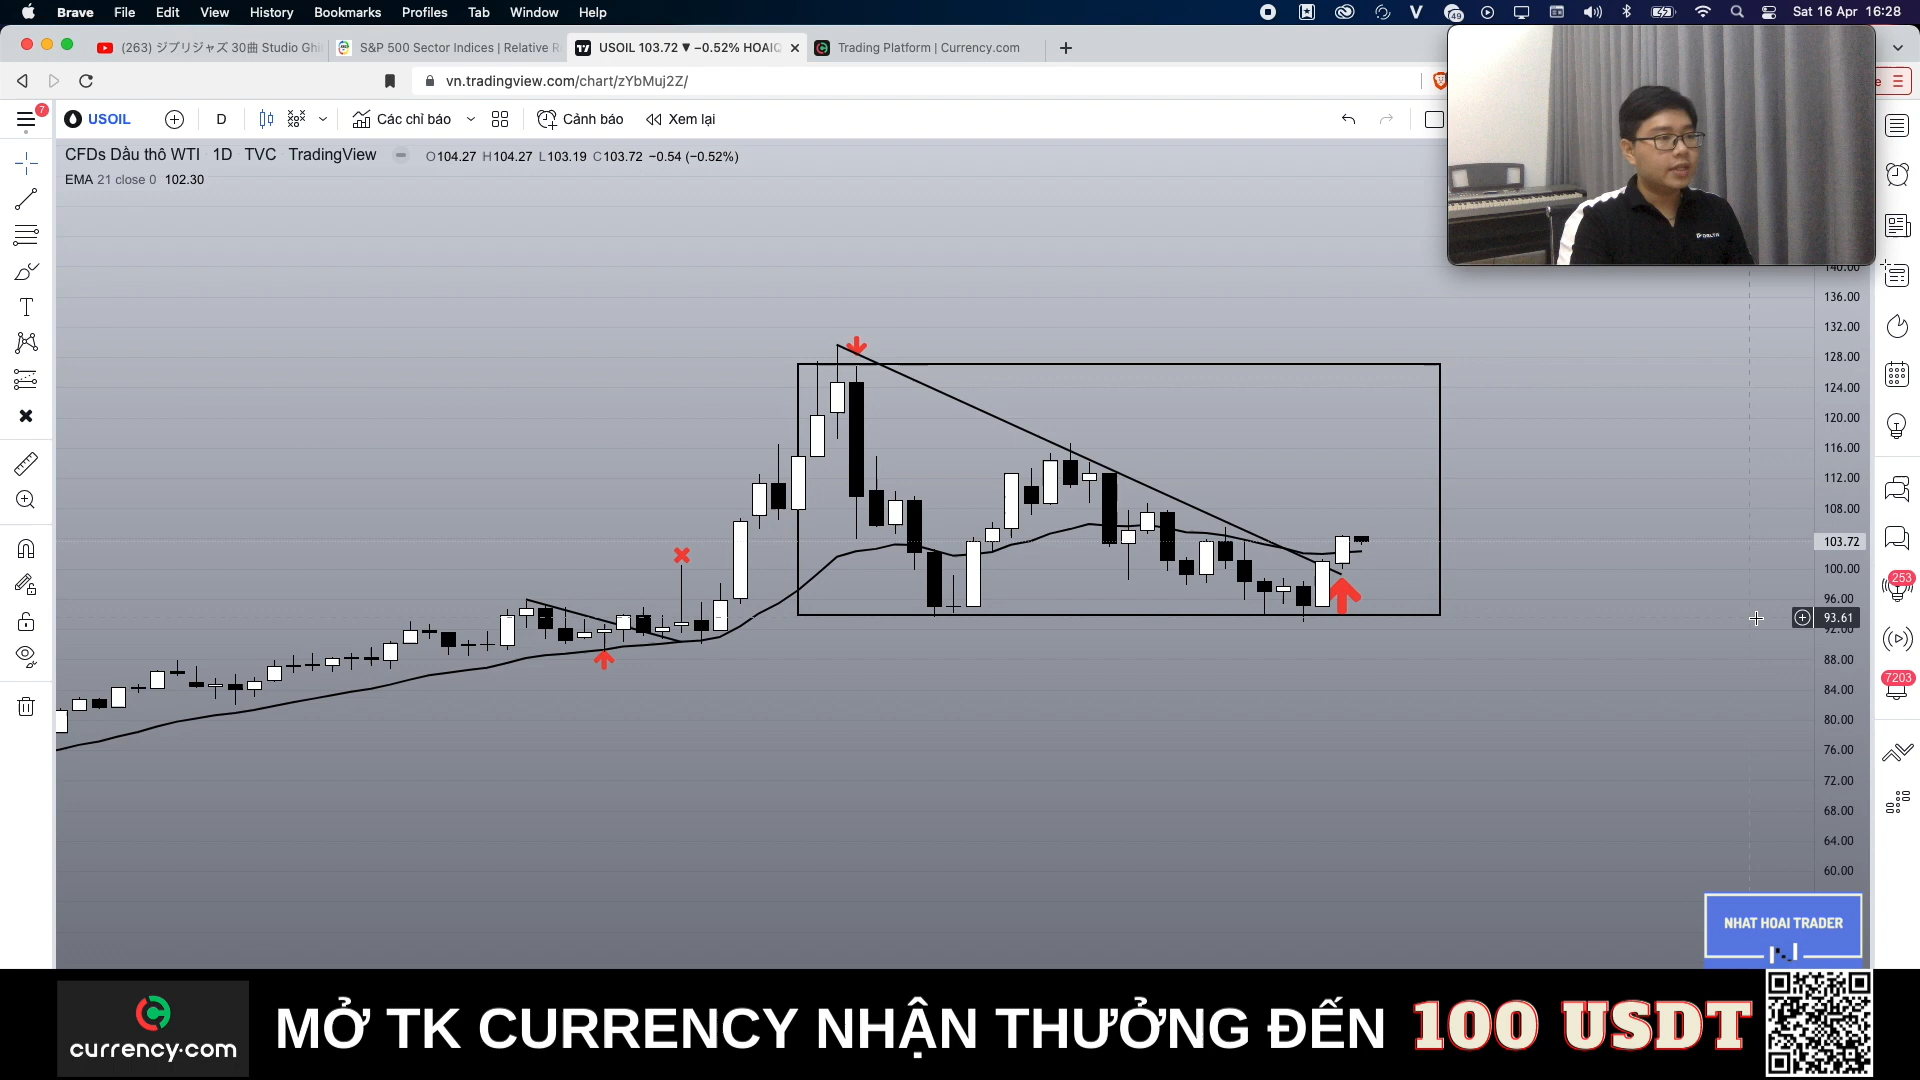 Brave File Edit View History Bookmarks Profiles Tab Window Help
49
Sat 16 Apr 16:28
(263) ジブリジャズ 30曲 Studio Ghi
S&P 500 Sector Indices | Relative R
USOIL 103.72 ▼ −0.52% HOAIC
Trading Platform | Currency.com
vn.tradingview.com/chart/zYbMuj2Z/
7
USOIL
D
Các chỉ báo
Cảnh báo
Xem lại
CFDs Dầu thô WTI 1D TVC TradingView
O104.27 H104.27 L103.19 C103.72 −0.54 (−0.52%)
EMA 21 close 0 102.30
140.00
136.00
132.00
128.00
124.00
120.00
116.00
112.00
108.00
103.72
100.00
96.00
93.61
92.00
88.00
84.00
80.00
76.00
72.00
68.00
64.00
60.00
253
7203
NHAT HOAI TRADER
currency.com
MỞ TK CURRENCY NHẬN THƯỞNG ĐẾN 100 USDT